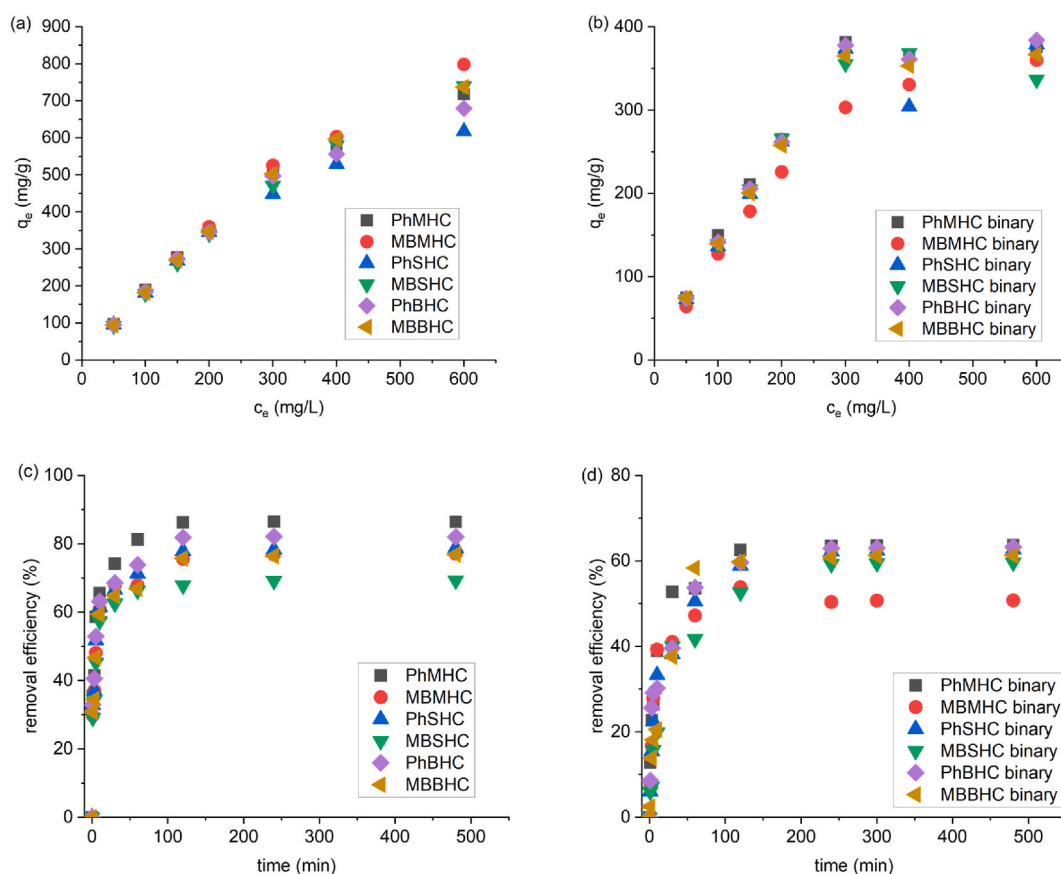 (a)
900
800
700
600
500
400
300
200
100
0
q_e (mg/g)
0 100 200 300 400 500 600
c_e (mg/L)
PhMHC
MBMHC
PhSHC
MBSHC
PhBHC
MBBHC
(b)
400
300
200
100
0
q_e (mg/g)
0 100 200 300 400 500 600
c_e (mg/L)
PhMHC binary
MBMHC binary
PhSHC binary
MBSHC binary
PhBHC binary
MBBHC binary
(c)
100
80
60
40
20
0
removal efficiency (%)
0 100 200 300 400 500
time (min)
PhMHC
MBMHC
PhSHC
MBSHC
PhBHC
MBBHC
(d)
80
60
40
20
0
removal efficiency (%)
0 100 200 300 400 500
time (min)
PhMHC binary
MBMHC binary
PhSHC binary
MBSHC binary
PhBHC binary
MBBHC binary